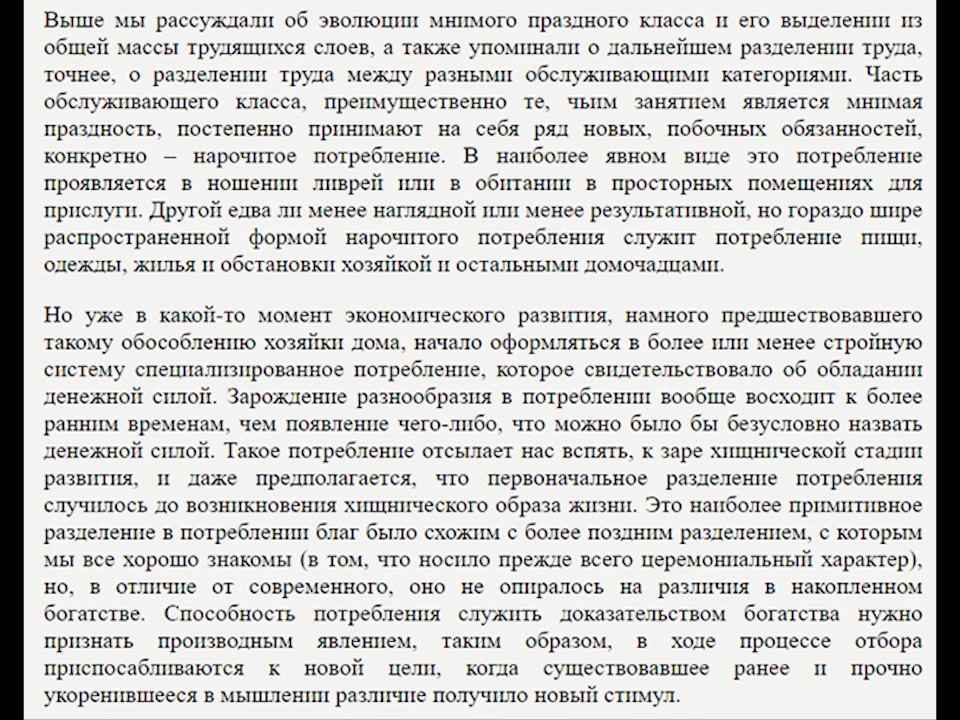 Выше мы рассуждали об эволюции мнимого праздного класса и его выделении из
общей массы трудящихся слоев, а также упоминали о дальнейшем разделении труда,
точнее, о разделении труда между разными обслуживающими категориями. Часть
обслуживающего класса, преимущественно те, чьим занятием является мнимая
праздность, постепенно принимают на себя ряд новых, побочных обязанностей,
конкретно – нарочитое потребление. В наиболее явном виде это потребление
проявляется в ношении ливрей или в обитании в просторных помещениях для
прислуги. Другой едва ли менее наглядной или менее результативной, но гораздо шире
распространенной формой нарочитого потребления служит потребление пищи,
одежды, жилья и обстановки хозяйкой и остальными домочадцами.
Но уже в какой-то момент экономического развития, намного предшествовавшего
такому обособлению хозяйки дома, начало оформляться в более или менее стройную
систему специализированное потребление, которое свидетельствовало об обладании
денежной силой. Зарождение разнообразия в потреблении вообще восходит к более
ранним временам, чем появление чего-либо, что можно было бы безусловно назвать
денежной силой. Такое потребление отсылает нас вспять, к заре хищнической стадии
развития, и даже предполагается, что первоначальное разделение потребления
случилось до возникновения хищнического образа жизни. Это наиболее примитивное
разделение в потреблении благ было схожим с более поздним разделением, с которым
мы все хорошо знакомы (в том, что носило прежде всего церемониальный характер),
но, в отличие от современного, оно не опиралось на различия в накопленном
богатстве. Способность потребления служить доказательством богатства нужно
признать производным явлением, таким образом, в ходе процессе отбора
приспосабливаются к новой цели, когда существовавшее ранее и прочно
укоренившееся в мышлении различие получило новый стимул.